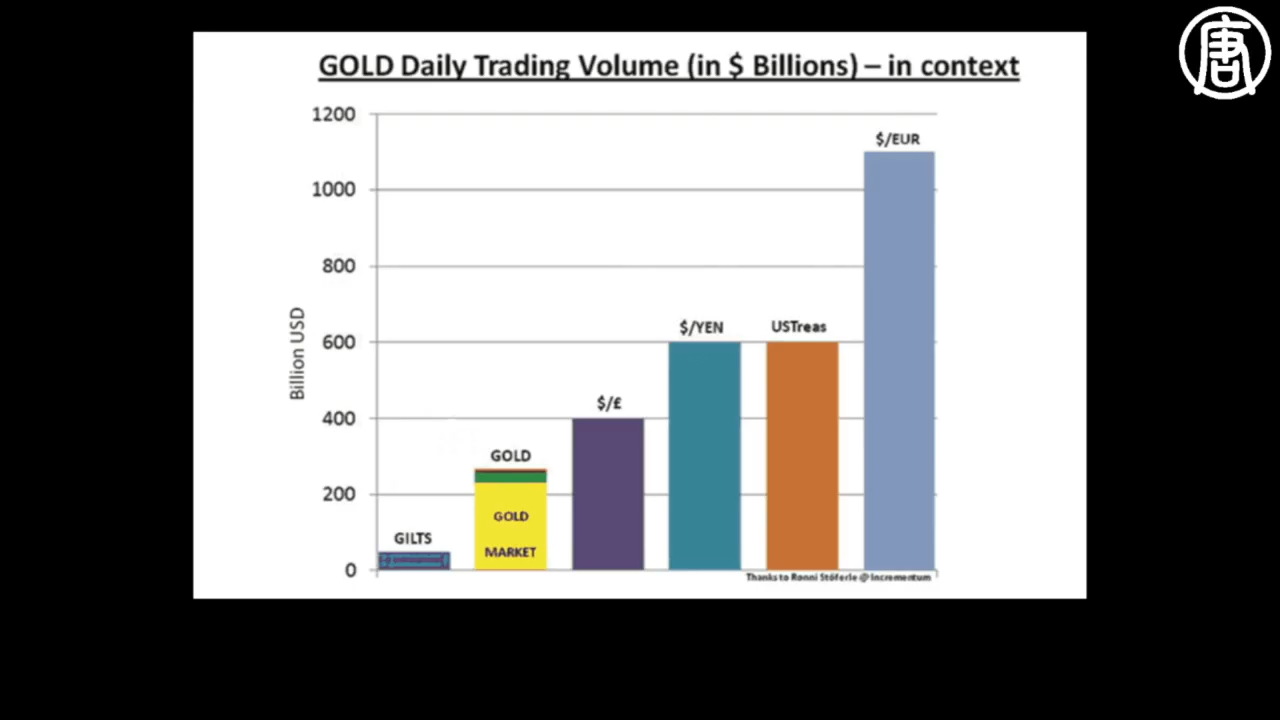 唐
GOLD Daily Trading Volume (in $ Billions) – in context
1200
1000
800
600
400
200
0
Billion USD
GILTS
GOLD
GOLD
MARKET
$/£
$/YEN
USTreas
$/EUR
Thanks to Ronni Stöferle @ Incrementum